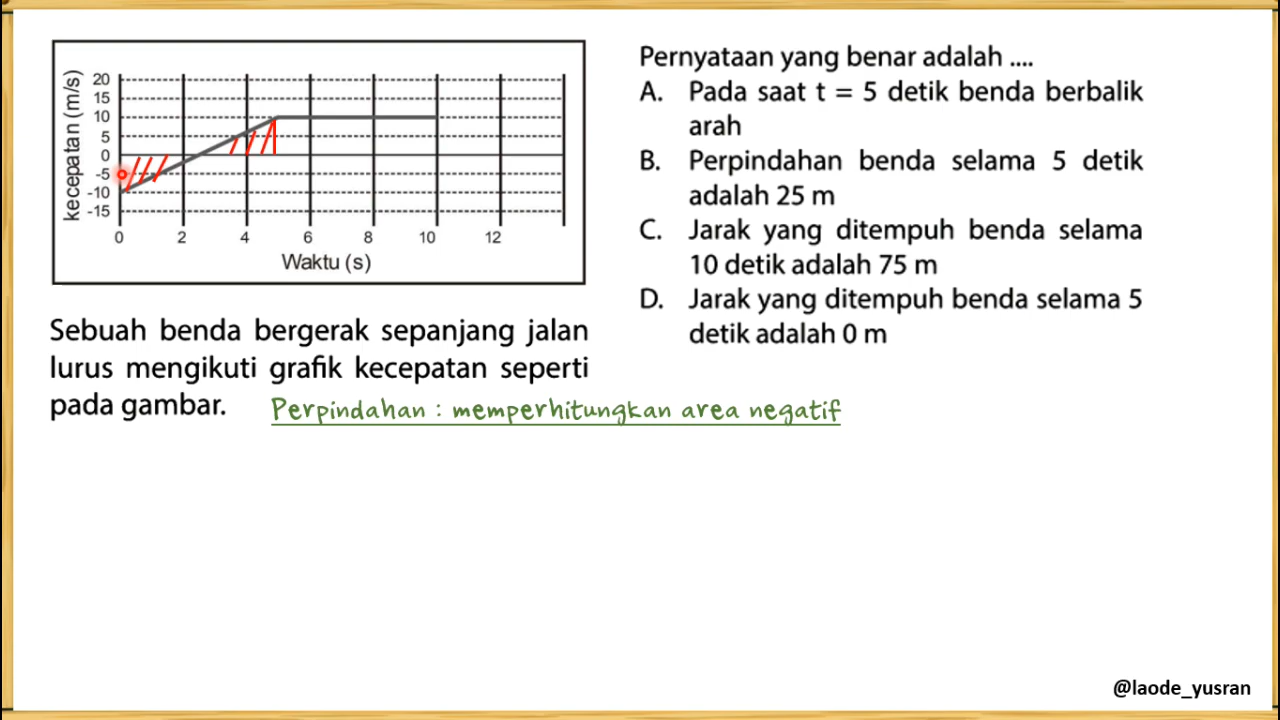 kecepatan (m/s)
20
15
10
5
0
-5
-10
-15
0 2 4 6 8 10 12
Waktu (s)
Sebuah benda bergerak sepanjang jalan
lurus mengikuti grafik kecepatan seperti
pada gambar.
Perpindahan : memperhitungkan area negatif
Pernyataan yang benar adalah ....
A. Pada saat t = 5 detik benda berbalik
arah
B. Perpindahan benda selama 5 detik
adalah 25 m
C. Jarak yang ditempuh benda selama
10 detik adalah 75 m
D. Jarak yang ditempuh benda selama 5
detik adalah 0 m
@laode_yusran